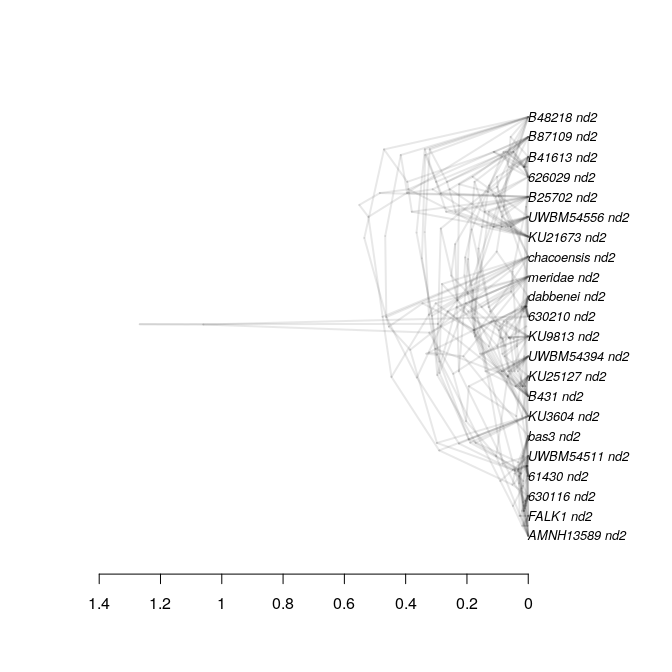 B48218 nd2
B87109 nd2
B41613 nd2
626029 nd2
B25702 nd2
UWBM54556 nd2
KU21673 nd2
chacoensis nd2
meridae nd2
dabbenei nd2
630210 nd2
KU9813 nd2
UWBM54394 nd2
KU25127 nd2
B431 nd2
KU3604 nd2
bas3 nd2
UWBM54511 nd2
61430 nd2
630116 nd2
FALK1 nd2
AMNH13589 nd2
1.4 1.2 1 0.8 0.6 0.4 0.2 0